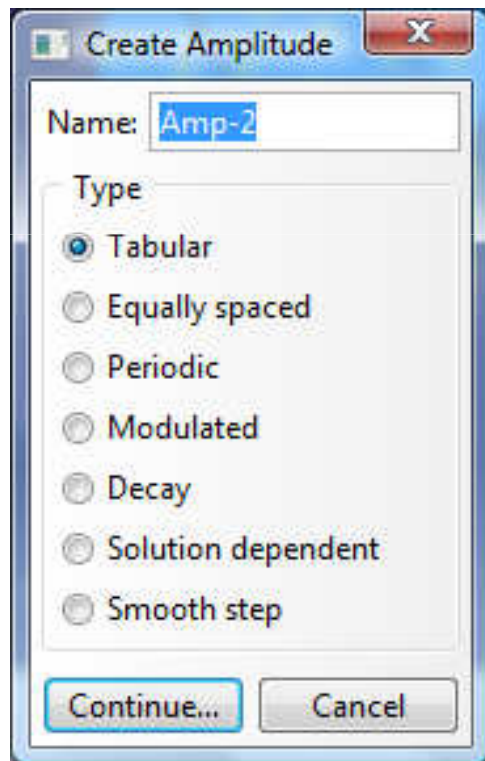 Create Amplitude
Name: Amp-2
Type
Tabular
Equally spaced
Periodic
Modulated
Decay
Solution dependent
Smooth step
Continue... Cancel